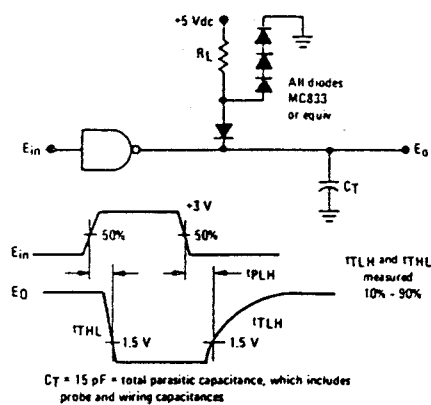 +5 Vdc
RL
All diodes
MC833
or equiv
Ein
Eo
CT
+3 V
50%
50%
Ein
tPLH
tTLH and tTHL
measured
10% - 90%
EO
tTHL
1.5 V
1.5 V
tTLH
CT = 15 pF = total parasitic capacitance, which includes
probe and wiring capacitances